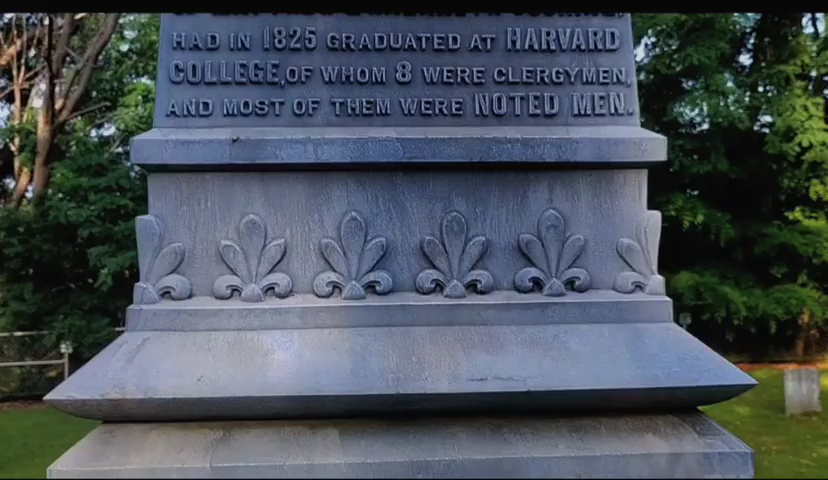 HAD IN 1825 GRADUATED AT HARVARD
COLLEGE, OF WHOM 8 WERE CLERGYMEN,
AND MOST OF THEM WERE NOTED MEN.